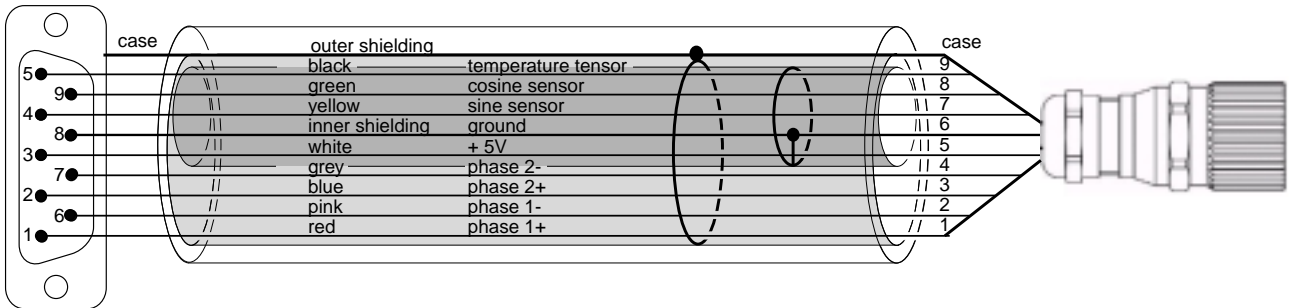 case outer shielding case
5 black temperature tensor 9
9 green cosine sensor 8
4 yellow sine sensor 7
8 inner shielding ground 6
3 white + 5V 5
7 grey phase 2- 4
2 blue phase 2+ 3
6 pink phase 1- 2
1 red phase 1+ 1